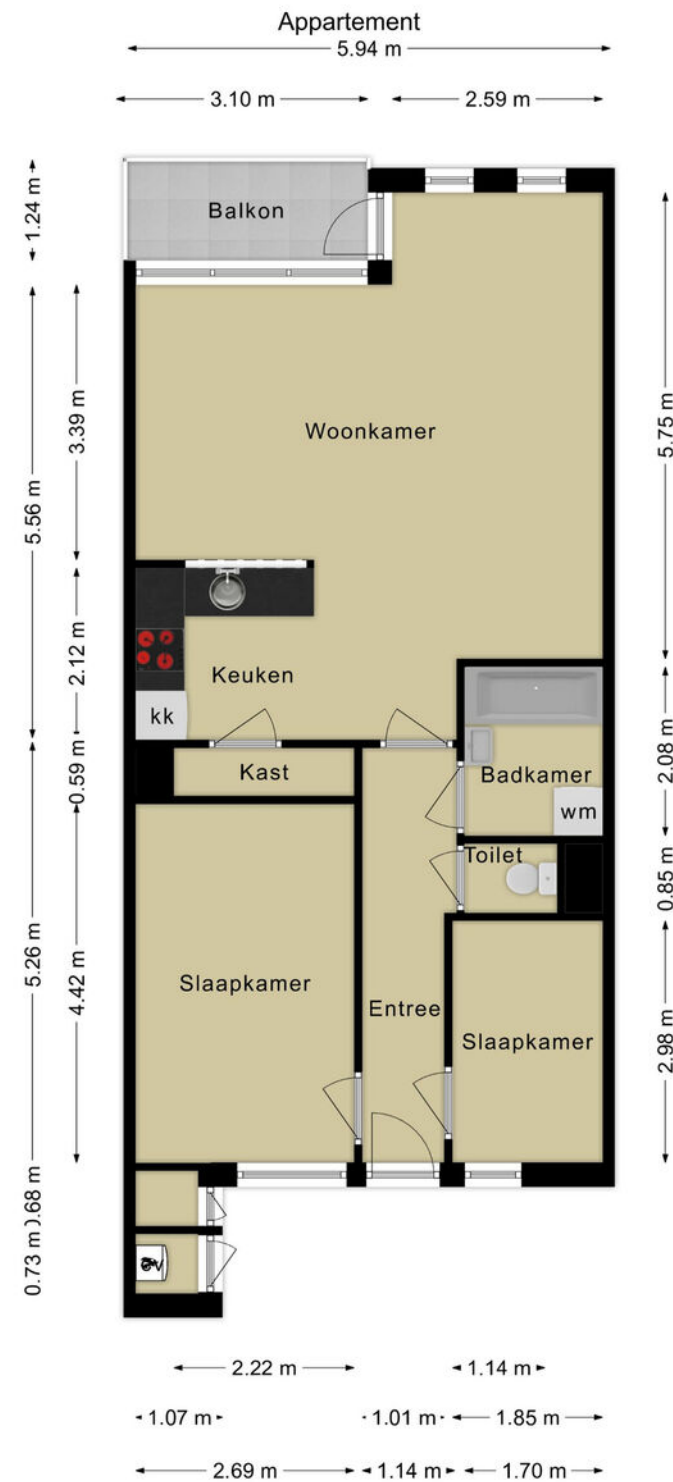 Appartement
5.94 m
3.10 m
2.59 m
1.24 m
Balkon
5.56 m
3.39 m
Woonkamer
5.75 m
2.12 m
Keuken
kk
0.59 m
Kast
Badkamer
2.08 m
wm
Toilet
0.85 m
5.26 m
4.42 m
Slaapkamer
Entree
Slaapkamer
2.98 m
0.68 m
0.73 m
2.22 m
1.14 m
1.07 m
1.01 m
1.85 m
2.69 m
1.14 m
1.70 m